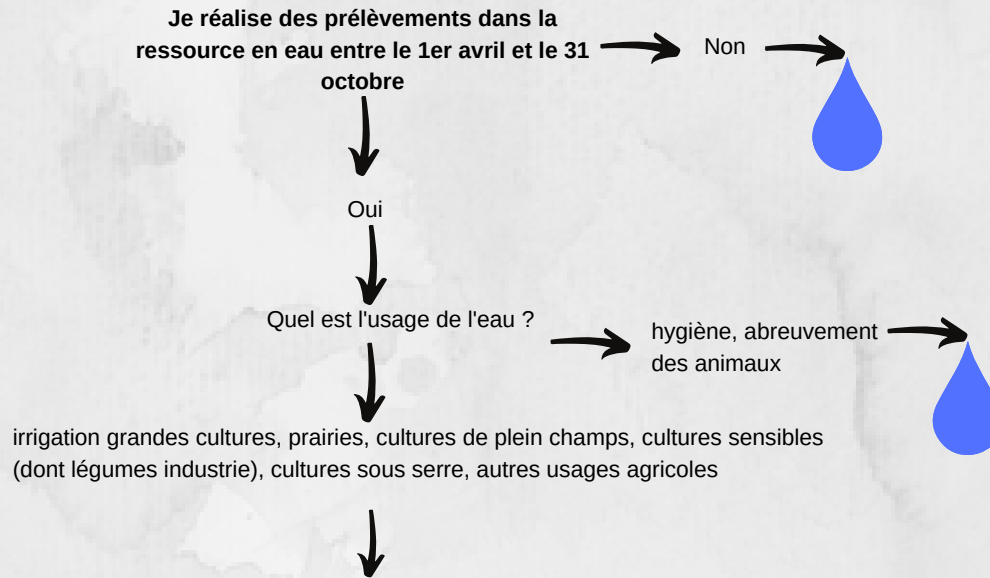 Je réalise des prélèvements dans la
ressource en eau entre le 1er avril et le 31
octobre
Non
Oui
Quel est l'usage de l'eau ?
hygiène, abreuvement
des animaux
irrigation grandes cultures, prairies, cultures de plein champs, cultures sensibles
(dont légumes industrie), cultures sous serre, autres usages agricoles